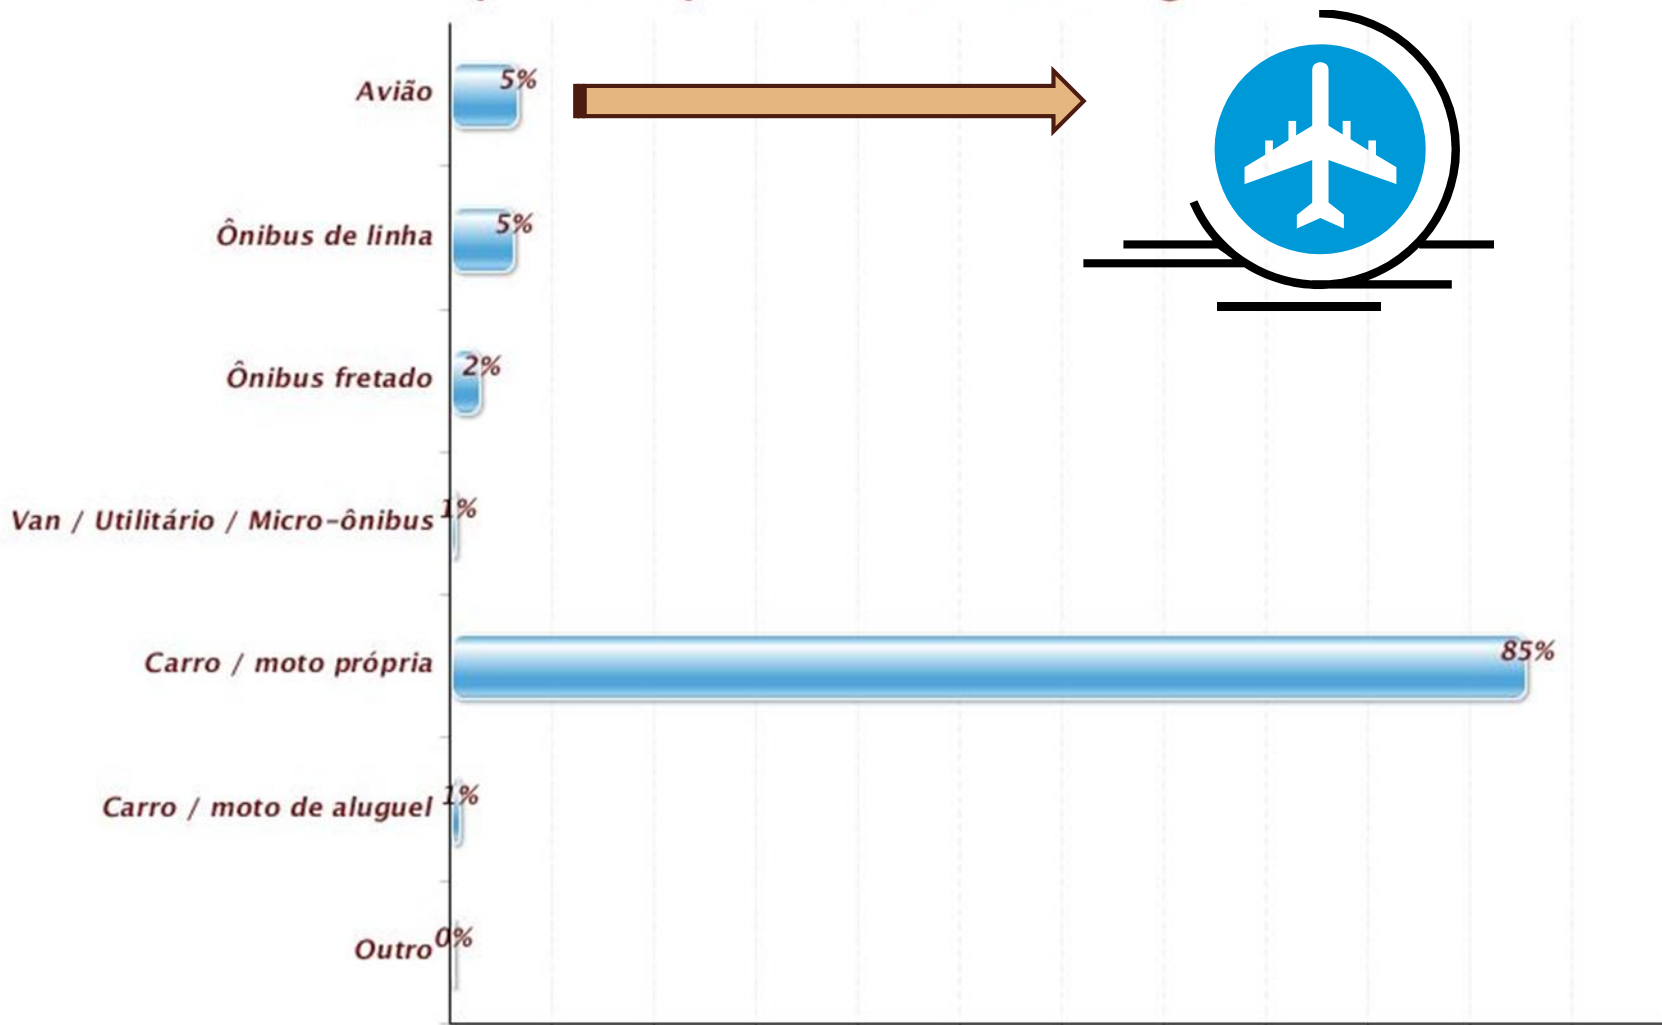 Avião 5%
Ônibus de linha 5%
Ônibus fretado 2%
Van / Utilitário / Micro-ônibus 1%
Carro / moto própria 85%
Carro / moto de aluguel 1%
Outro 0%